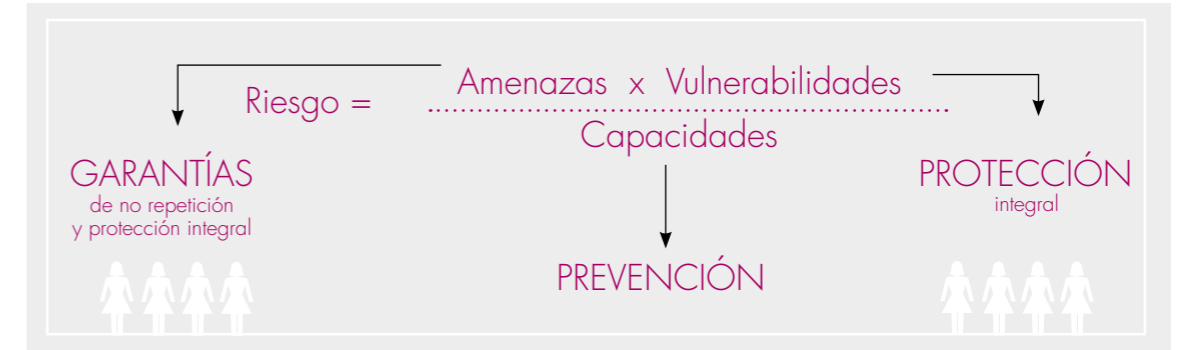 Amenazas x Vulnerabilidades
Riesgo =
Capacidades
GARANTÍAS
de no repetición
y protección integral
PROTECCIÓN
integral
PREVENCIÓN